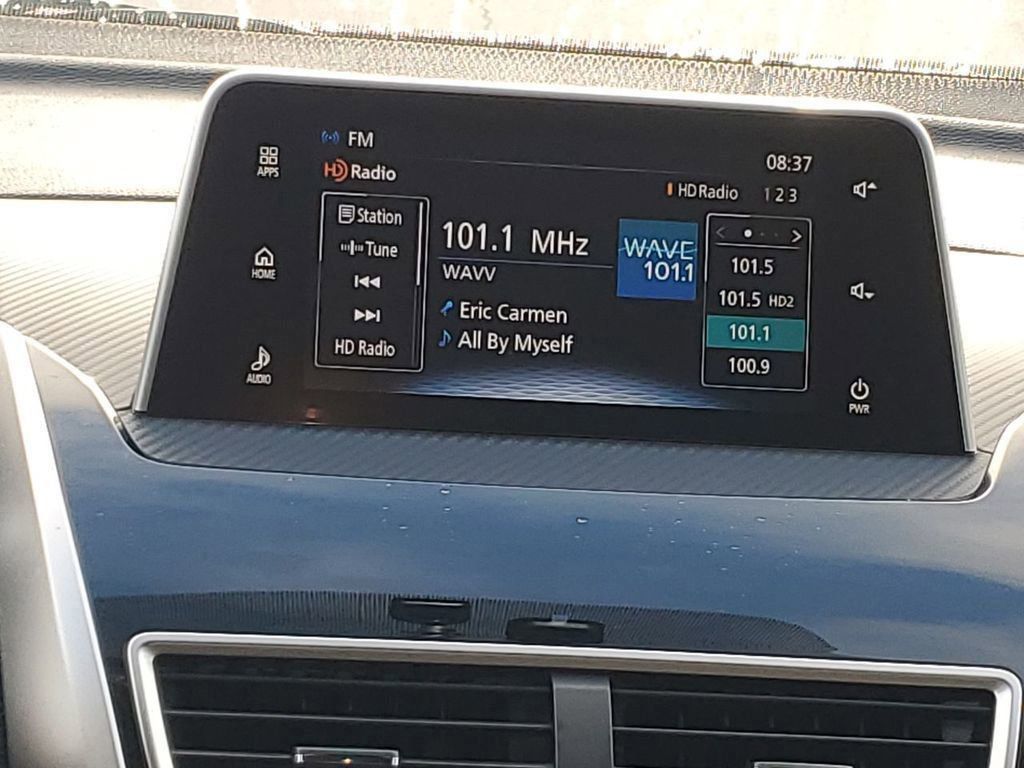 FM
HD Radio
08:37
HD Radio 1 2 3
APPS
HOME
AUDIO
Station
Tune
HD Radio
101.1 MHz
WAVV
Eric Carmen
All By Myself
WAVE
101.1
101.5
101.5 HD2
101.1
100.9
PWR